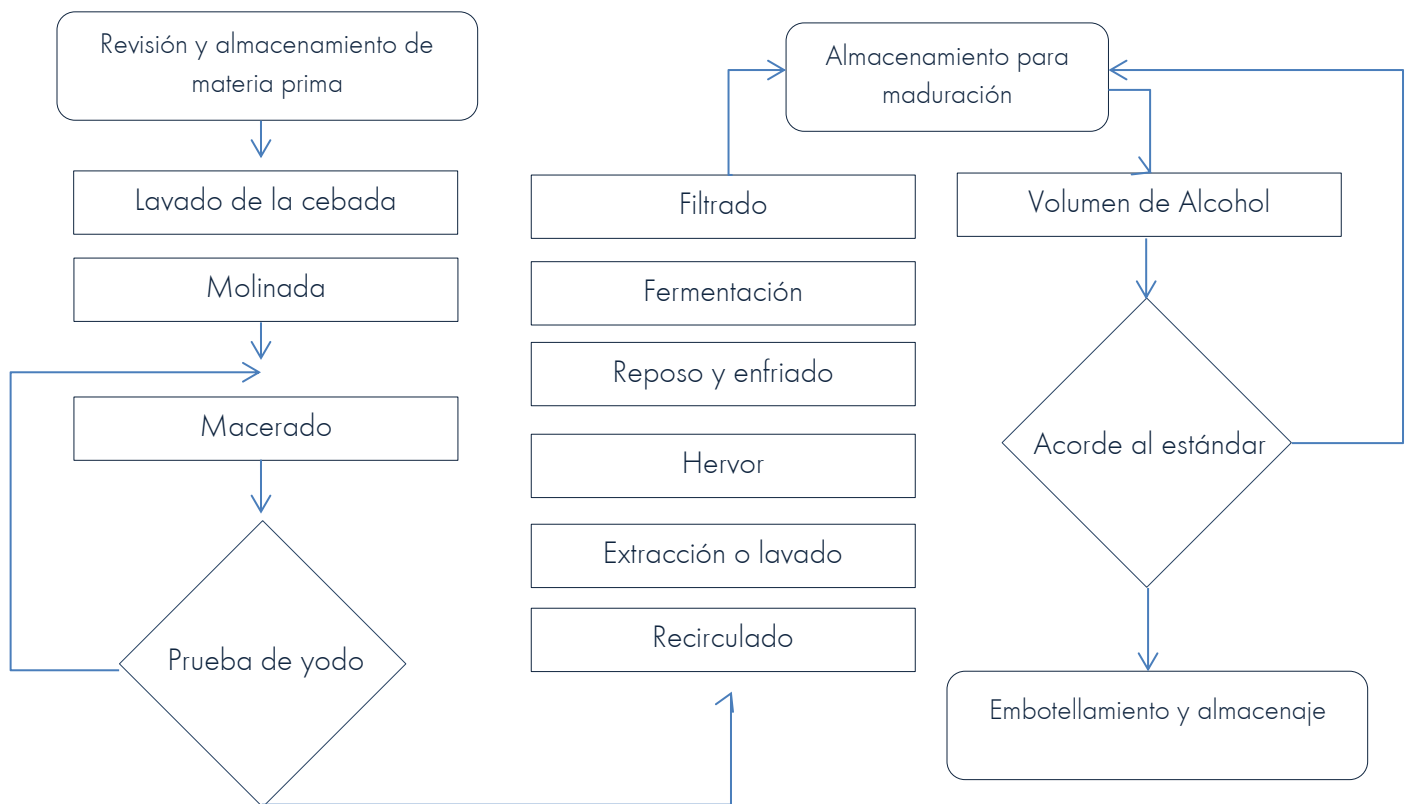 Revisión y almacenamiento de
materia prima
Lavado de la cebada
Molinada
Macerado
Prueba de yodo
Filtrado
Fermentación
Reposo y enfriado
Hervor
Extracción o lavado
Recirculado
Almacenamiento para
maduración
Volumen de Alcohol
Acorde al estándar
Embotellamiento y almacenaje